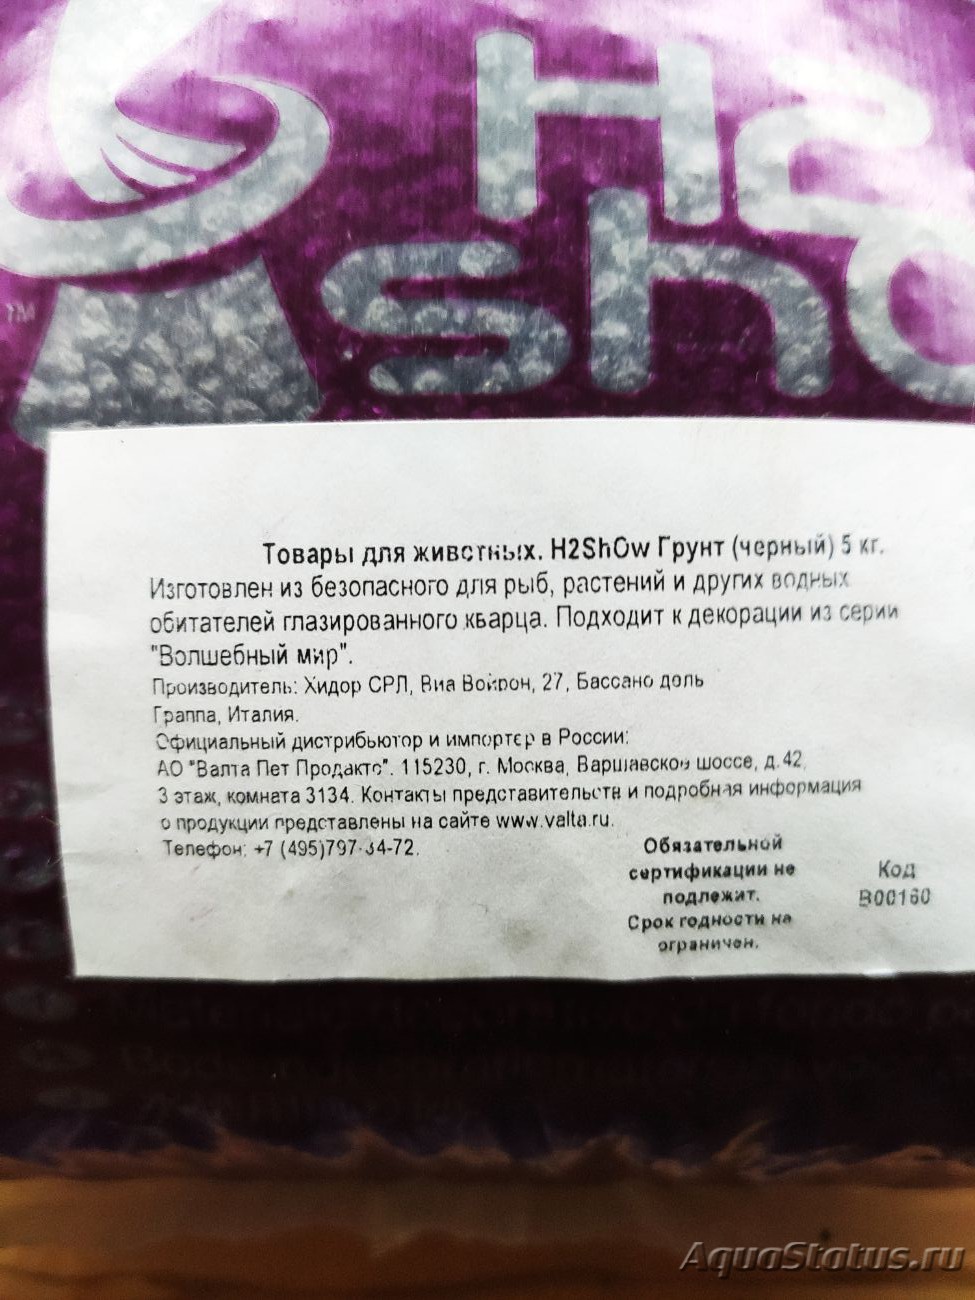 H2
sho
TM
Товары для животных. H2ShOw Грунт (черный) 5 кг.
Изготовлен из безопасного для рыб, растений и других водных
обитателей глазированного кварца. Подходит к декорации из серии
"Волшебный мир".
Производитель: Хидор СРЛ, Виа Война, 27, Бассано дель
Граппа, Италия.
Официальный дистрибьютор и импортер в России:
АО "Валта Пет Продактс". 115230, г. Москва, Варшавское шоссе, д.42,
3 этаж, комната 3134. Контакты представительств и подробная информация
о продукции представлены на сайте www.valta.ru.
Телефон: +7 (495)797-34-72.
Обязательной
сертификации не
подлежит.
Срок годности не
ограничен.
Код
B00160
AquaStatus.ru